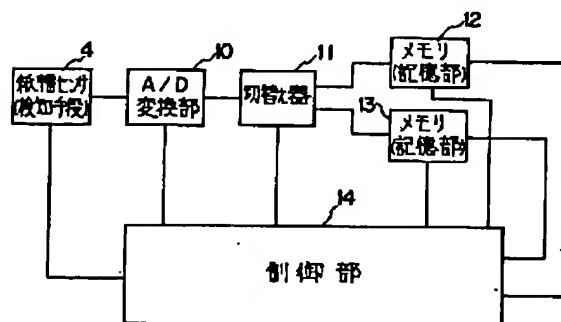 4
紙幅センサ
(検知手段)
10
A/D
変換部
11
切替え器
12
メモリ
(記憶部)
13
メモリ
(記憶部)
14
制御部